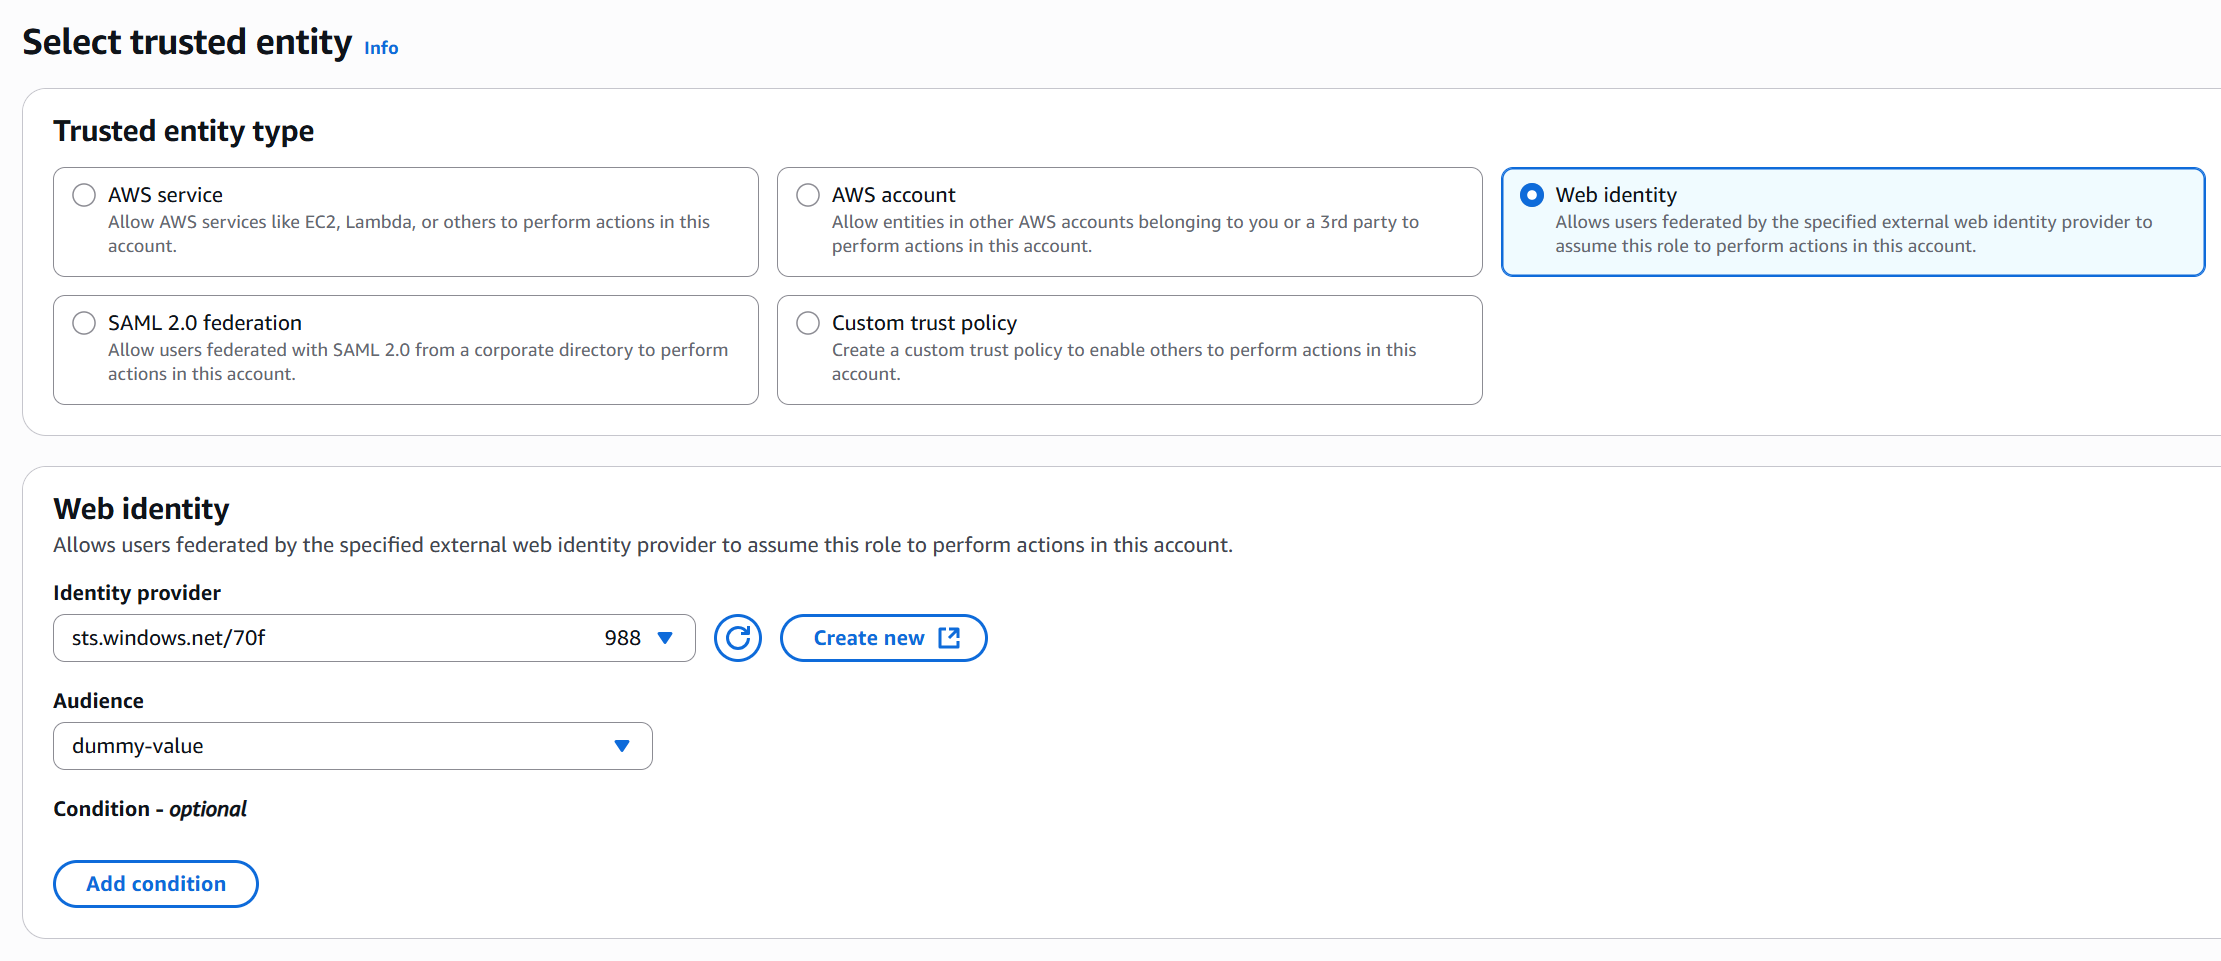 Select trusted entity Info
Trusted entity type
AWS service
Allow AWS services like EC2, Lambda, or others to perform actions in this
account.
AWS account
Allow entities in other AWS accounts belonging to you or a 3rd party to
perform actions in this account.
Web identity
Allows users federated by the specified external web identity provider to
assume this role to perform actions in this account.
SAML 2.0 federation
Allow users federated with SAML 2.0 from a corporate directory to perform
actions in this account.
Custom trust policy
Create a custom trust policy to enable others to perform actions in this
account.
Web identity
Allows users federated by the specified external web identity provider to assume this role to perform actions in this account.
Identity provider
sts.windows.net/70f 988
Create new
Audience
dummy-value
Condition - optional
Add condition